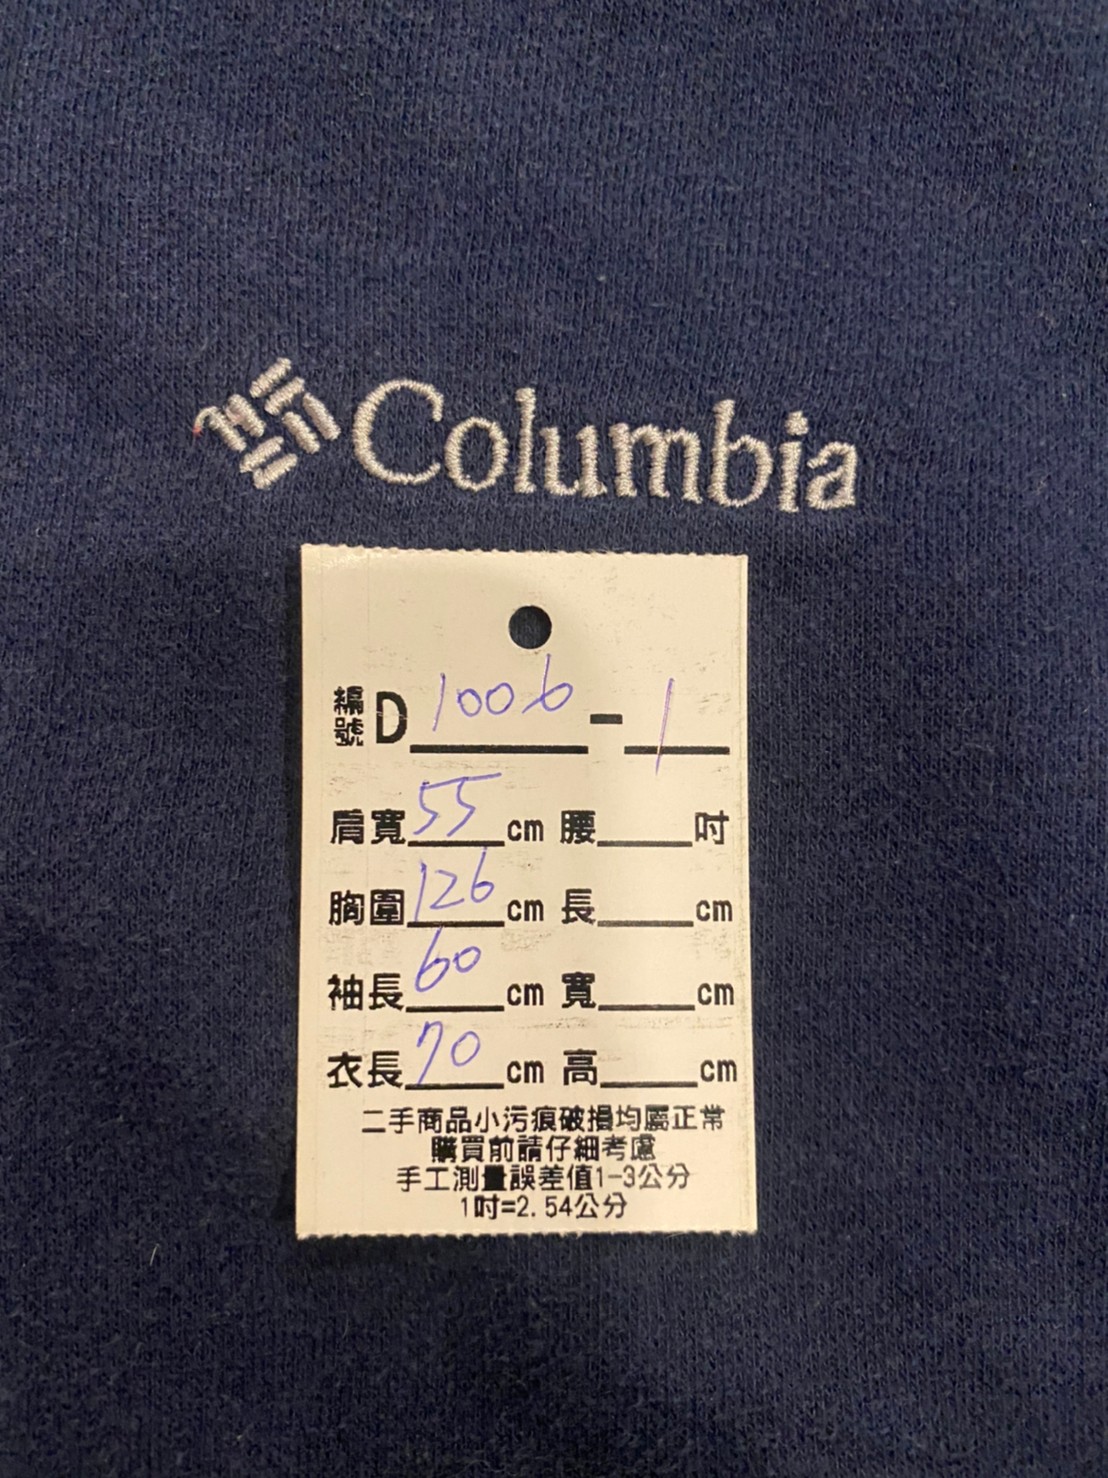 Columbia
編號 D 1006 - 1
肩寬 55 cm 腰 吋
胸圍 126 cm 長 cm
袖長 60 cm 寬 cm
衣長 70 cm 高 cm
二手商品小污痕破損均屬正常
購買前請仔細考慮
手工測量誤差值1-3公分
1吋=2.54公分